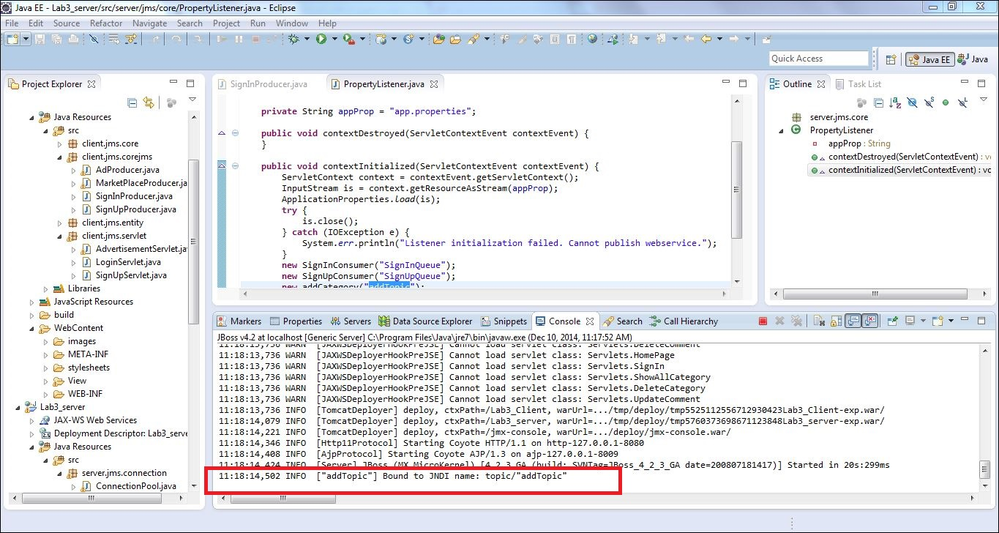 Java EE - Lab3_server/src/server/jms/core/PropertyListener.java - Eclipse
File Edit Source Refactor Navigate Search Project Run Window Help
Quick Access
Java EE
Java
Project Explorer
Java Resources
src
client.jms.core
client.jms.corejms
AdProducer.java
MarketPlaceProducer.ja
SignInProducer.java
SignUpProducer.java
client.jms.entity
client.jms.servlet
AdvertisementServlet.ja
LoginServlet.java
SignUpServlet.java
Libraries
JavaScript Resources
build
WebContent
images
META-INF
stylesheets
View
WEB-INF
Lab3_server
JAX-WS Web Services
Deployment Descriptor: Lab3_serve
Java Resources
src
server.jms.connection
ConnectionPool.java
SignInProducer.java
PropertyListener.java
private String appProp = "app.properties";
public void contextDestroyed(ServletContextEvent contextEvent) {
}
public void contextInitialized(ServletContextEvent contextEvent) {
ServletContext context = contextEvent.getServletContext();
InputStream is = context.getResourceAsStream(appProp);
ApplicationProperties.load(is);
try {
is.close();
} catch (IOException e) {
System.err.println("Listener initialization failed. Cannot publish webservice.");
}
new SignInConsumer("SignInQueue");
new SignUpConsumer("SignUpQueue");
new addCategory("addTopic");
Outline
Task List
server.jms.core
PropertyListener
appProp : String
contextDestroyed(ServletContextEvent) : vo
contextInitialized(ServletContextEvent) : vo
Markers Properties Servers Data Source Explorer Snippets Console Search Call Hierarchy
JBoss v4.2 at localhost [Generic Server] C:\Program Files\Java\jre7\bin\javaw.exe (Dec 10, 2014, 11:17:52 AM)
11:18:13,736 WARN [JAXWSDeployerHookPreJSE] Cannot load servlet class: Servlets.DeleteComment
11:18:13,736 WARN [JAXWSDeployerHookPreJSE] Cannot load servlet class: Servlets.HomePage
11:18:13,736 WARN [JAXWSDeployerHookPreJSE] Cannot load servlet class: Servlets.SignIn
11:18:13,736 WARN [JAXWSDeployerHookPreJSE] Cannot load servlet class: Servlets.ShowAllCategory
11:18:13,736 WARN [JAXWSDeployerHookPreJSE] Cannot load servlet class: Servlets.DeleteCategory
11:18:13,736 WARN [JAXWSDeployerHookPreJSE] Cannot load servlet class: Servlets.UpdateComment
11:18:13,736 INFO [TomcatDeployer] deploy, ctxPath=/Lab3_Client, warUrl=.../tmp/deploy/tmp5525112556712930423Lab3_Client-exp.war/
11:18:14,079 INFO [TomcatDeployer] deploy, ctxPath=/Lab3_server, warUrl=.../tmp/deploy/tmp5760373698671123848Lab3_server-exp.war/
11:18:14,221 INFO [TomcatDeployer] deploy, ctxPath=/jmx-console, warUrl=.../deploy/jmx-console.war/
11:18:14,346 INFO [Http11Protocol] Starting Coyote HTTP/1.1 on http-127.0.0.1-8080
11:18:14,408 INFO [AjpProtocol] Starting Coyote AJP/1.3 on ajp-127.0.0.1-8009
11:18:14,424 INFO [Server] JBoss (MX MicroKernel) [4.2.3.GA (build: SVNTag=JBoss_4_2_3_GA date=200807181417)] Started in 20s:299ms
11:18:14,502 INFO ["addTopic"] Bound to JNDI name: topic/"addTopic"